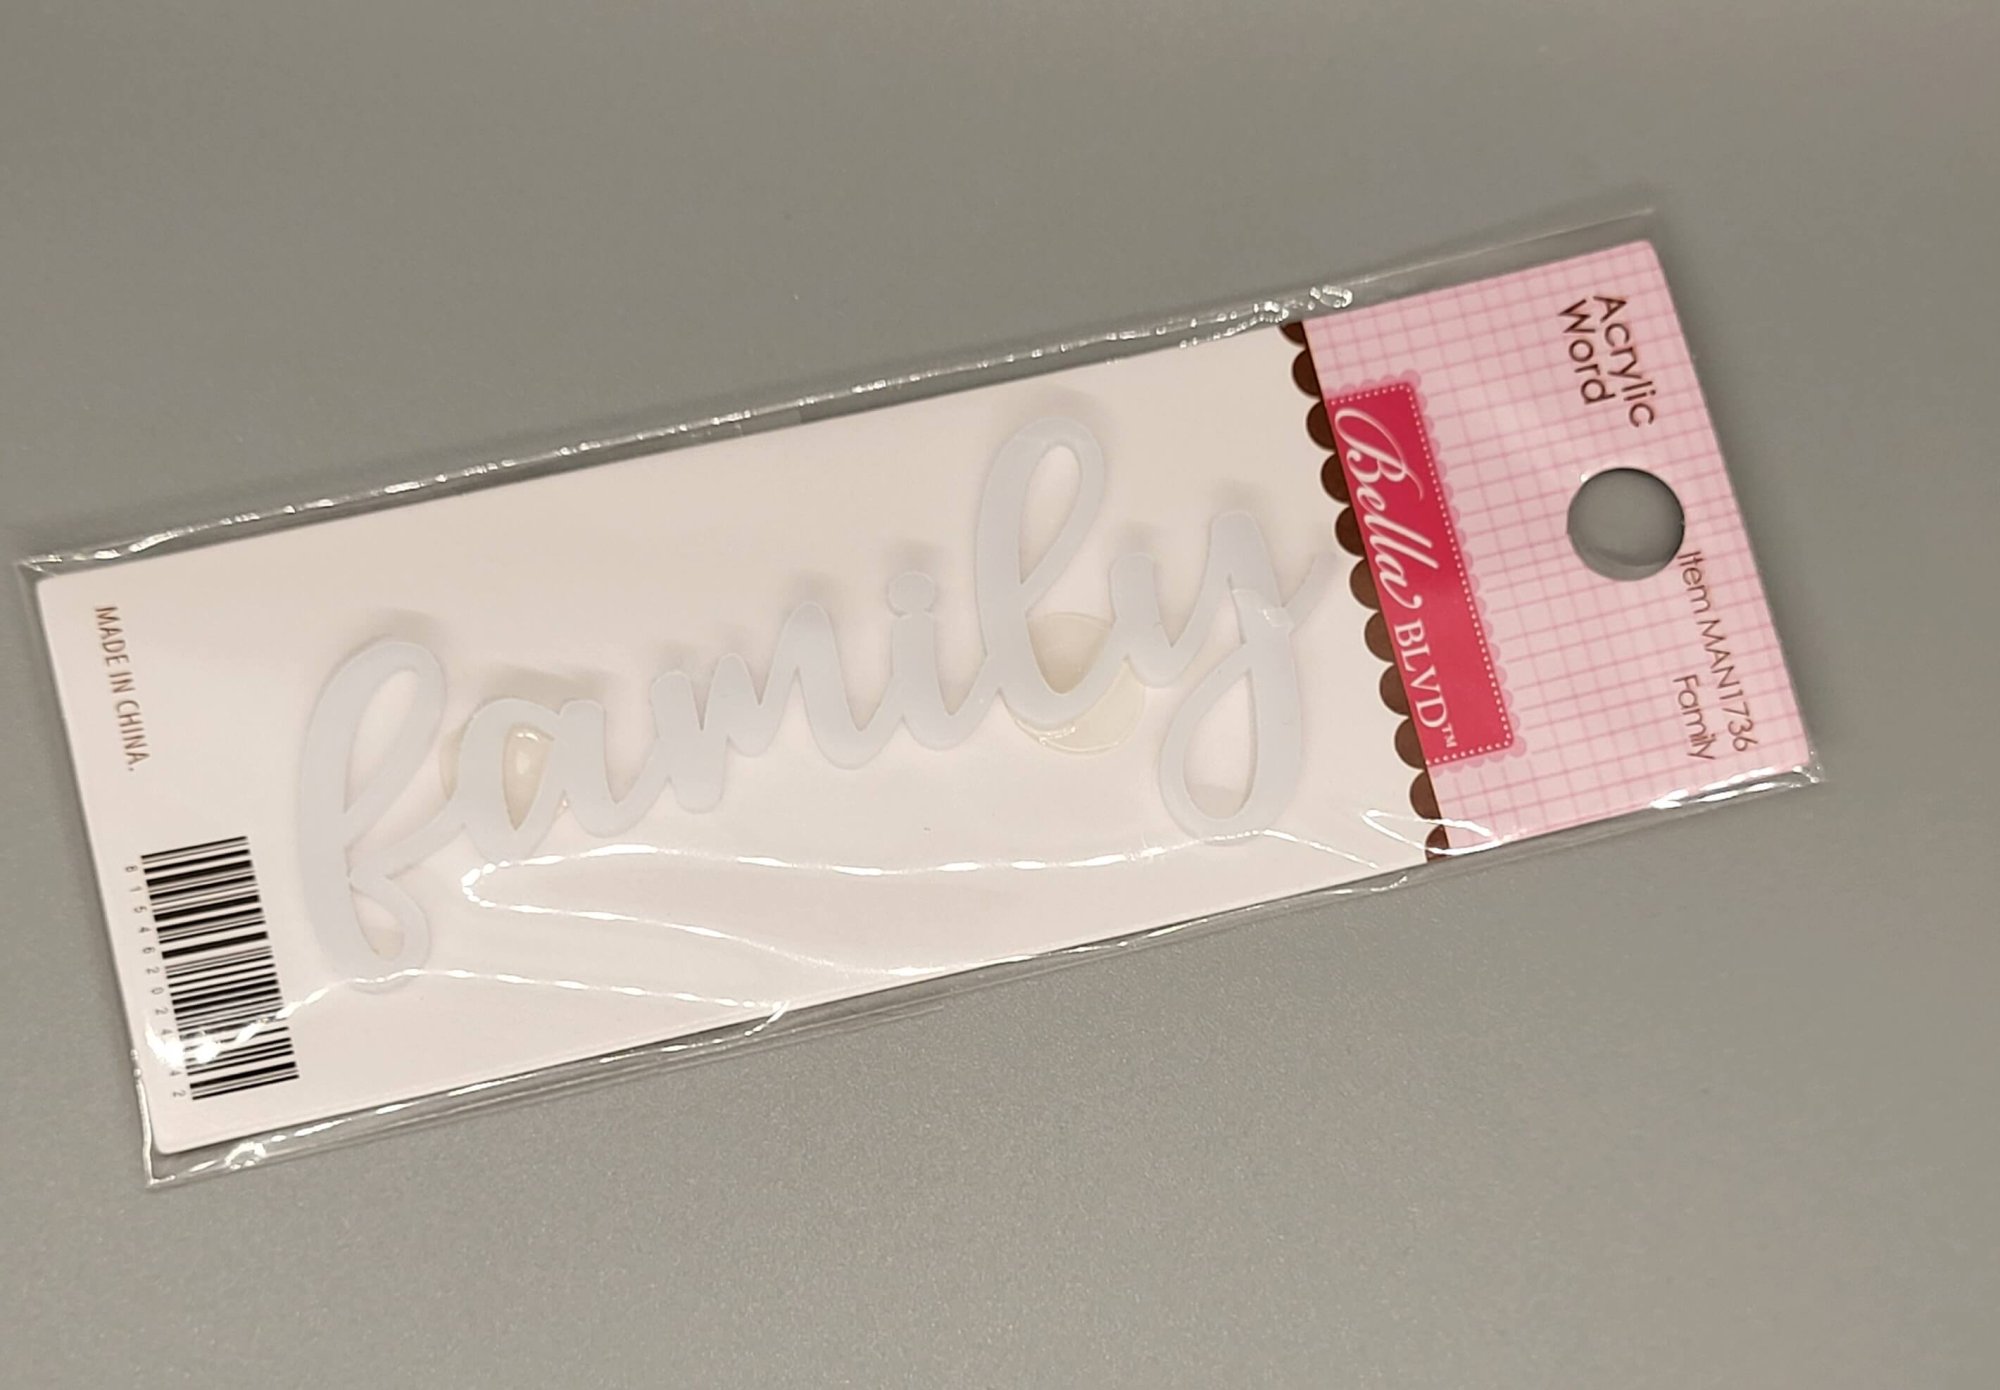 Acrylic
Word
Item MAN1736
Family
Bella BLVD™
family
MADE IN CHINA.